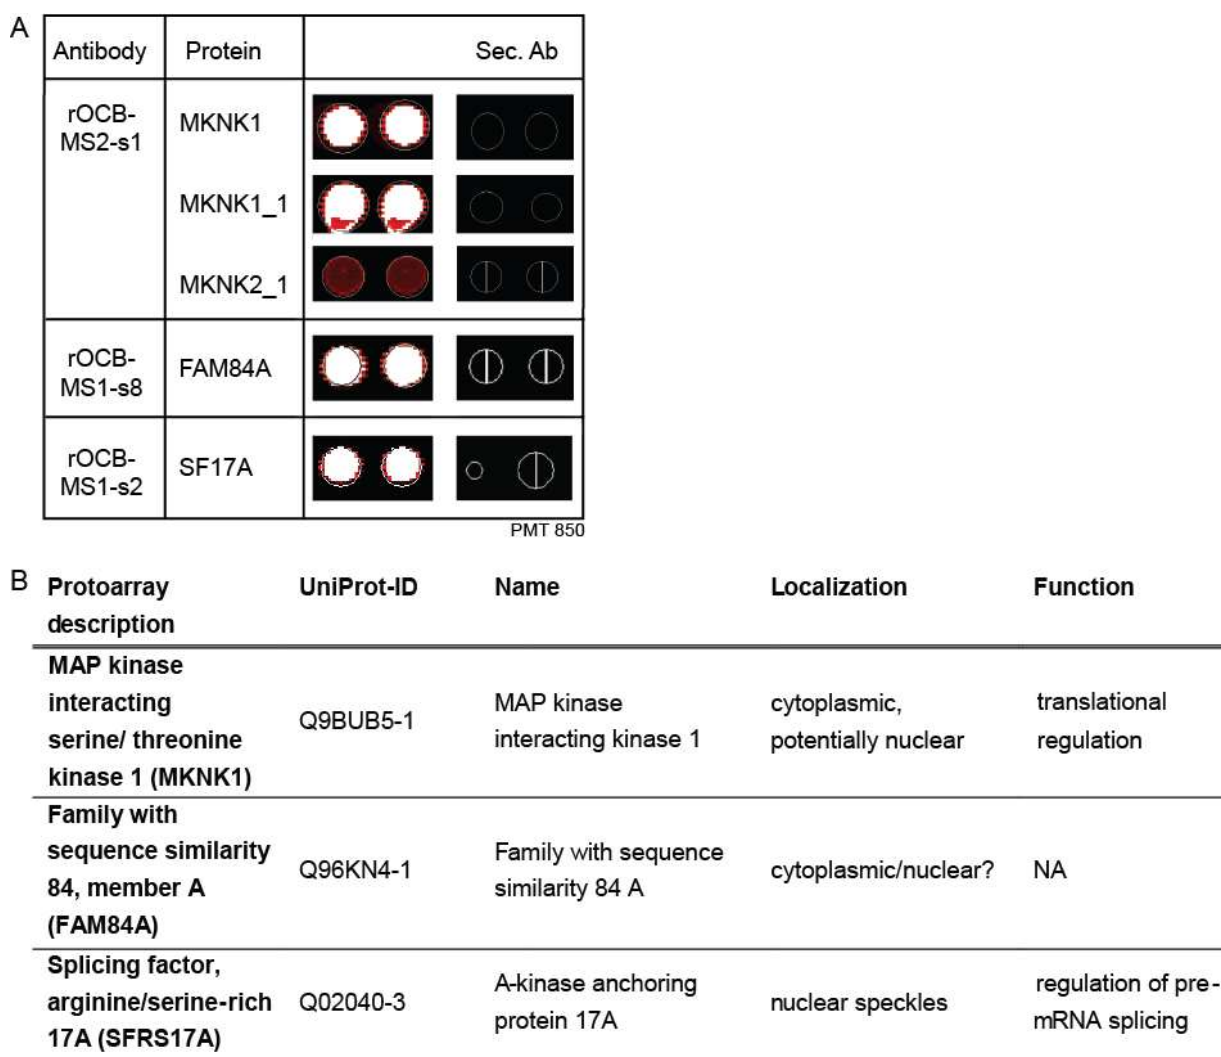 A
Antibody Protein Sec. Ab
rOCB-
MS2-s1
MKNK1
MKNK1_1
MKNK2_1
rOCB-
MS1-s8
FAM84A
rOCB-
MS1-s2
SF17A
PMT 850
B
Protoarray
description
UniProt-ID
Name
Localization
Function
MAP kinase
interacting
serine/ threonine
kinase 1 (MKNK1)
Q9BUB5-1
MAP kinase
interacting kinase 1
cytoplasmic,
potentially nuclear
translational
regulation
Family with
sequence similarity
84, member A
(FAM84A)
Q96KN4-1
Family with sequence
similarity 84 A
cytoplasmic/nuclear?
NA
Splicing factor,
arginine/serine-rich
17A (SFRS17A)
Q02040-3
A-kinase anchoring
protein 17A
nuclear speckles
regulation of pre-
mRNA splicing